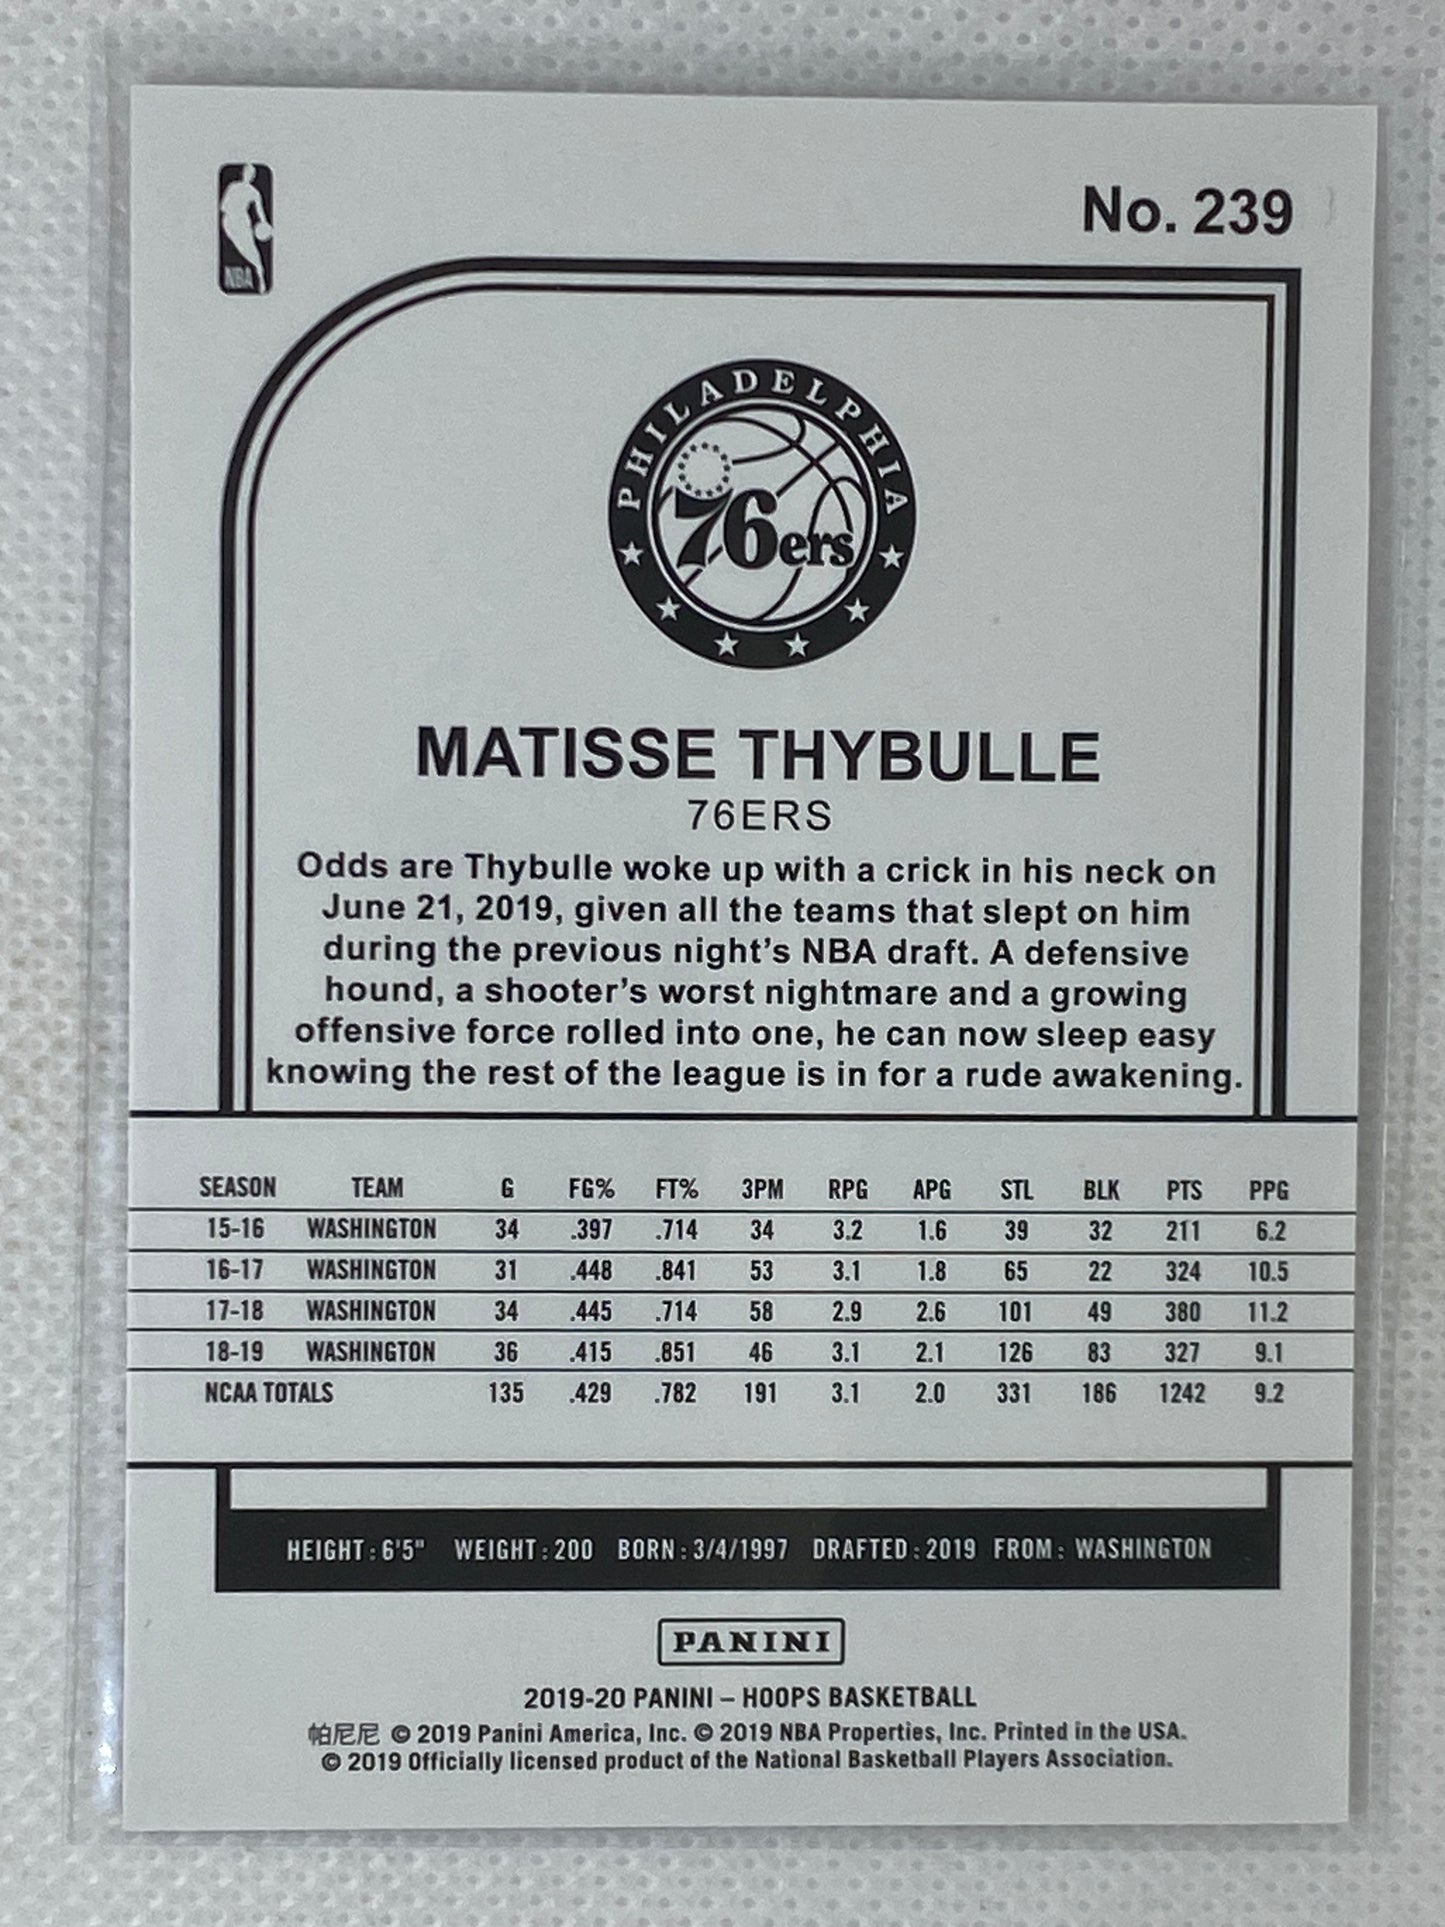 NBA
No. 239
PHILADELPHIA
76ers
MATISSE THYBULLE
76ERS
Odds are Thybulle woke up with a crick in his neck on
June 21, 2019, given all the teams that slept on him
during the previous night's NBA draft. A defensive
hound, a shooter's worst nightmare and a growing
offensive force rolled into one, he can now sleep easy
knowing the rest of the league is in for a rude awakening.
SEASON TEAM G FG% FT% 3PM RPG APG STL BLK PTS PPG
15-16 WASHINGTON 34 .397 .714 34 3.2 1.6 39 32 211 6.2
16-17 WASHINGTON 31 .448 .841 53 3.1 1.8 65 22 324 10.5
17-18 WASHINGTON 34 .445 .714 58 2.9 2.6 101 49 380 11.2
18-19 WASHINGTON 36 .415 .851 46 3.1 2.1 126 83 327 9.1
NCAA TOTALS 135 .429 .782 191 3.1 2.0 331 186 1242 9.2
HEIGHT: 6'5" WEIGHT: 200 BORN: 3/4/1997 DRAFTED: 2019 FROM: WASHINGTON
PANINI
2019-20 PANINI – HOOPS BASKETBALL
帕尼尼 © 2019 Panini America, Inc. © 2019 NBA Properties, Inc. Printed in the USA.
© 2019 Officially licensed product of the National Basketball Players Association.